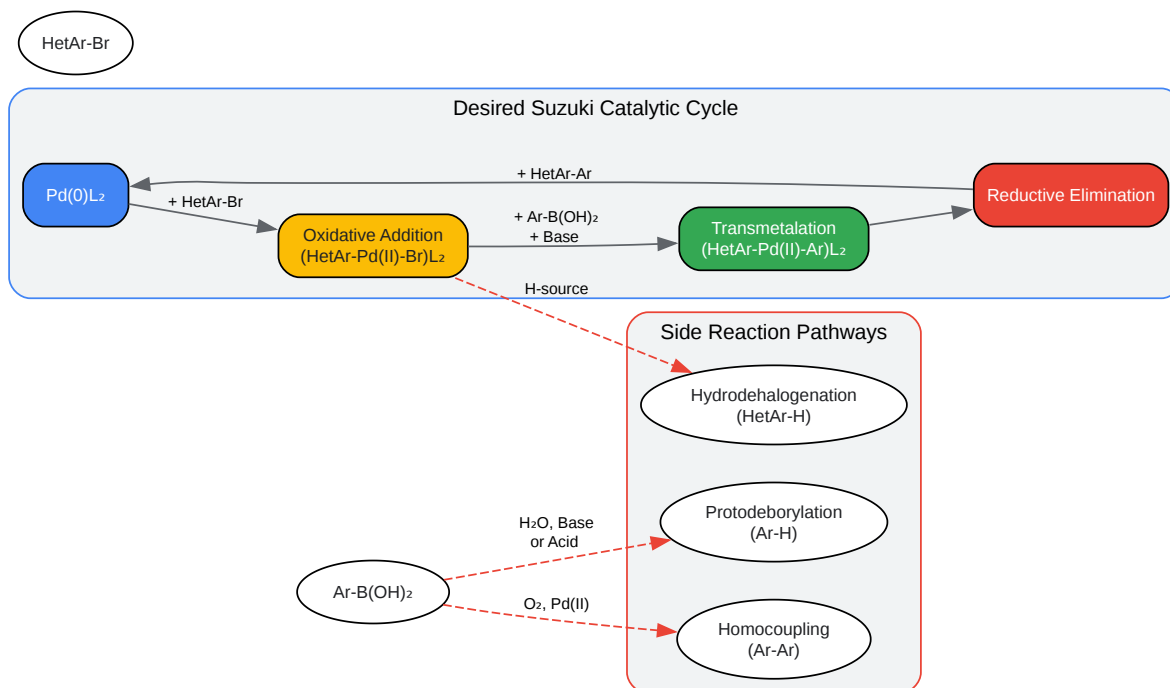 HetAr-Br
Desired Suzuki Catalytic Cycle
Pd(0)L₂
+ HetAr-Br
+ HetAr-Ar
Oxidative Addition
(HetAr-Pd(II)-Br)L₂
+ Ar-B(OH)₂
+ Base
Transmetalation
(HetAr-Pd(II)-Ar)L₂
Reductive Elimination
H-source
Side Reaction Pathways
Hydrodehalogenation
(HetAr-H)
Protodeborylation
(Ar-H)
H₂O, Base
or Acid
Ar-B(OH)₂
O₂, Pd(II)
Homocoupling
(Ar-Ar)